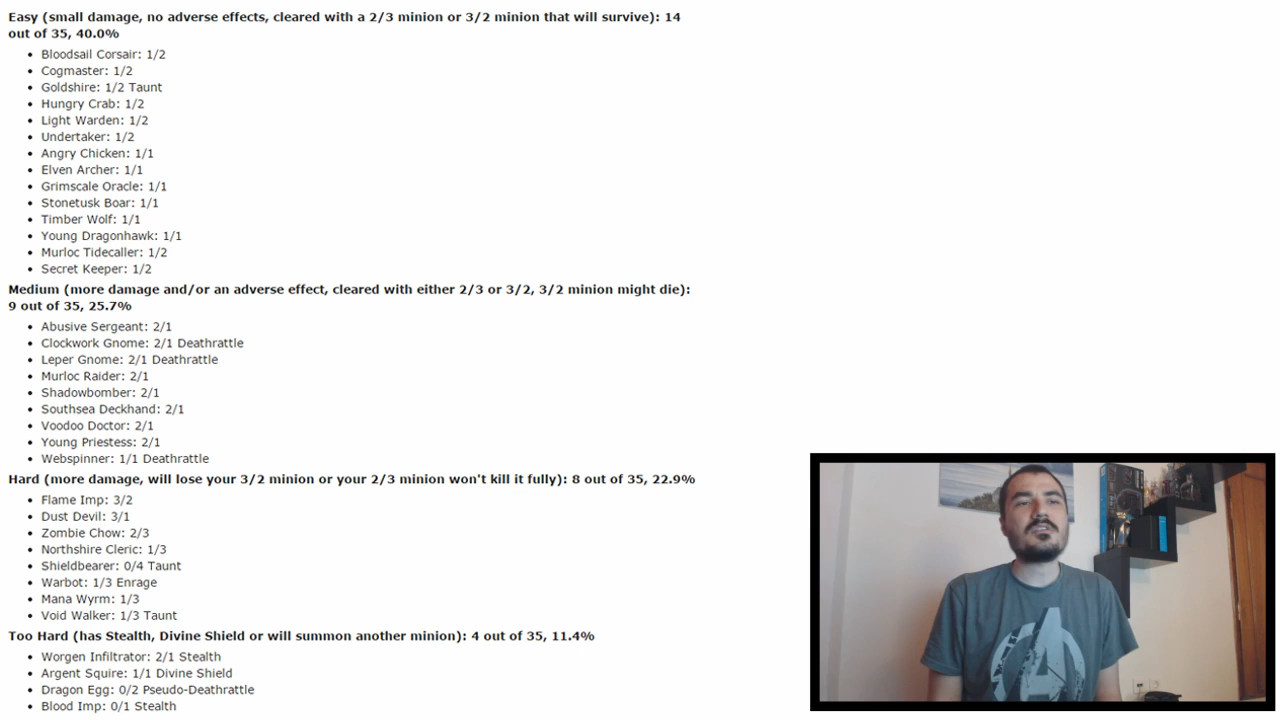 Easy (small damage, no adverse effects, cleared with a 2/3 minion or 3/2 minion that will survive): 14
out of 35, 40.0%
Bloodsail Corsair: 1/2
Cogmaster: 1/2
Goldshire: 1/2 Taunt
Hungry Crab: 1/2
Light Warden: 1/2
Undertaker: 1/2
Angry Chicken: 1/1
Elven Archer: 1/1
Grimscale Oracle: 1/1
Stonetusk Boar: 1/1
Timber Wolf: 1/1
Young Dragonhawk: 1/1
Murloc Tidecaller: 1/2
Secret Keeper: 1/2
Medium (more damage and/or an adverse effect, cleared with either 2/3 or 3/2, 3/2 minion might die):
9 out of 35, 25.7%
Abusive Sergeant: 2/1
Clockwork Gnome: 2/1 Deathrattle
Leper Gnome: 2/1 Deathrattle
Murloc Raider: 2/1
Shadowbomber: 2/1
Southsea Deckhand: 2/1
Voodoo Doctor: 2/1
Young Priestess: 2/1
Webspinner: 1/1 Deathrattle
Hard (more damage, will lose your 3/2 minion or your 2/3 minion won't kill it fully): 8 out of 35, 22.9%
Flame Imp: 3/2
Dust Devil: 3/1
Zombie Chow: 2/3
Northshire Cleric: 1/3
Shieldbearer: 0/4 Taunt
Warbot: 1/3 Enrage
Mana Wyrm: 1/3
Void Walker: 1/3 Taunt
Too Hard (has Stealth, Divine Shield or will summon another minion): 4 out of 35, 11.4%
Worgen Infiltrator: 2/1 Stealth
Argent Squire: 1/1 Divine Shield
Dragon Egg: 0/2 Pseudo-Deathrattle
Blood Imp: 0/1 Stealth